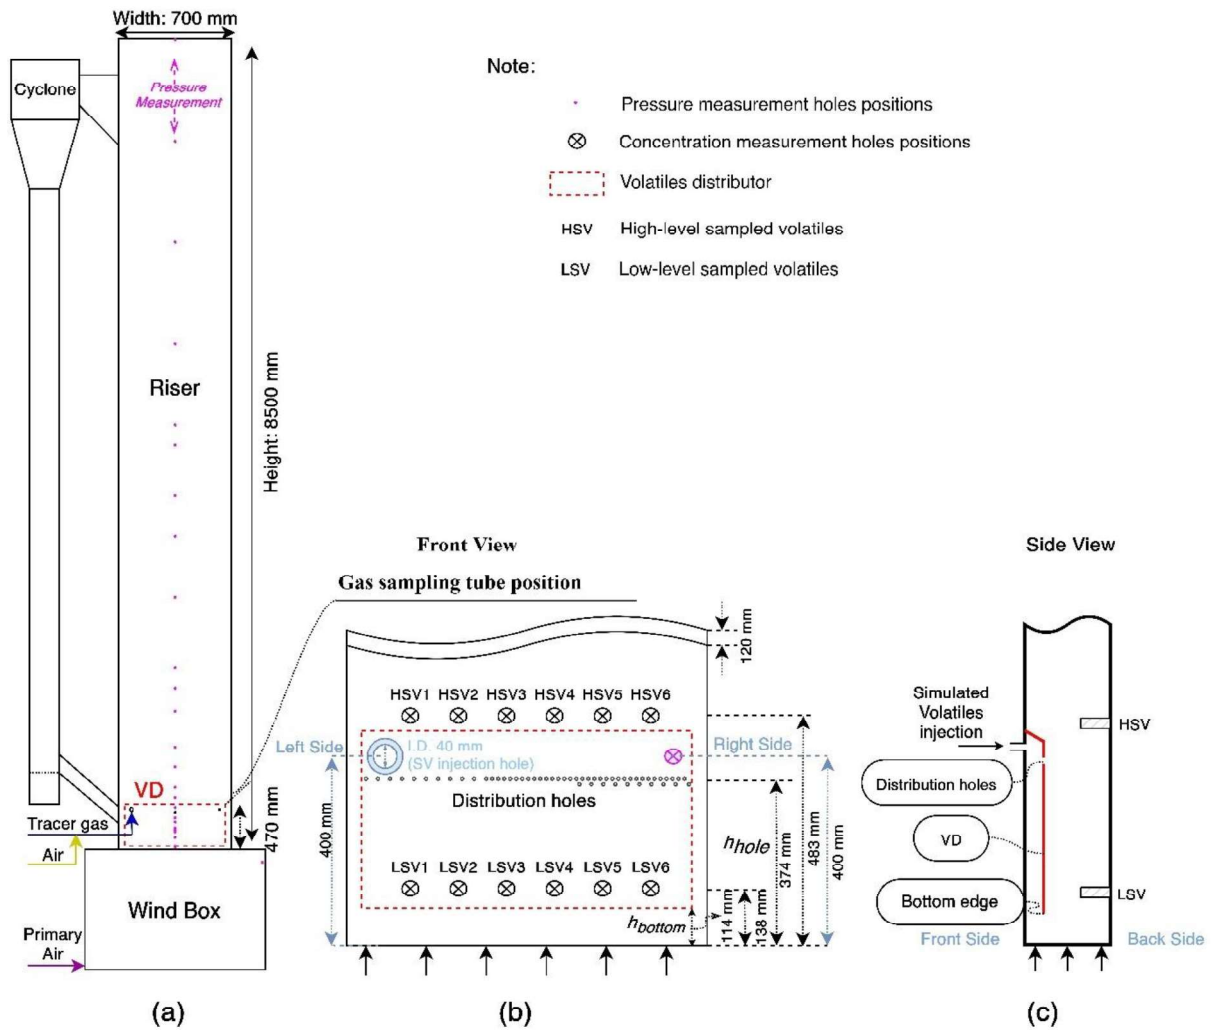 Width: 700 mm
Cyclone
Pressure
Measurement
Riser
Height: 8500 mm
VD
Tracer gas
Air
470 mm
Wind Box
Primary
Air
(a)
Note:
Pressure measurement holes positions
Concentration measurement holes positions
Volatiles distributor
HSV High-level sampled volatiles
LSV Low-level sampled volatiles
Front View
Gas sampling tube position
120 mm
HSV1 HSV2 HSV3 HSV4 HSV5 HSV6
Left Side
I.D. 40 mm
(SV injection hole)
Right Side
Distribution holes
400 mm
hhole
374 mm
483 mm
400 mm
LSV1 LSV2 LSV3 LSV4 LSV5 LSV6
hbottom
114 mm
138 mm
(b)
Side View
Simulated
Volatiles
injection
HSV
Distribution holes
VD
Bottom edge
LSV
Front Side
Back Side
(c)